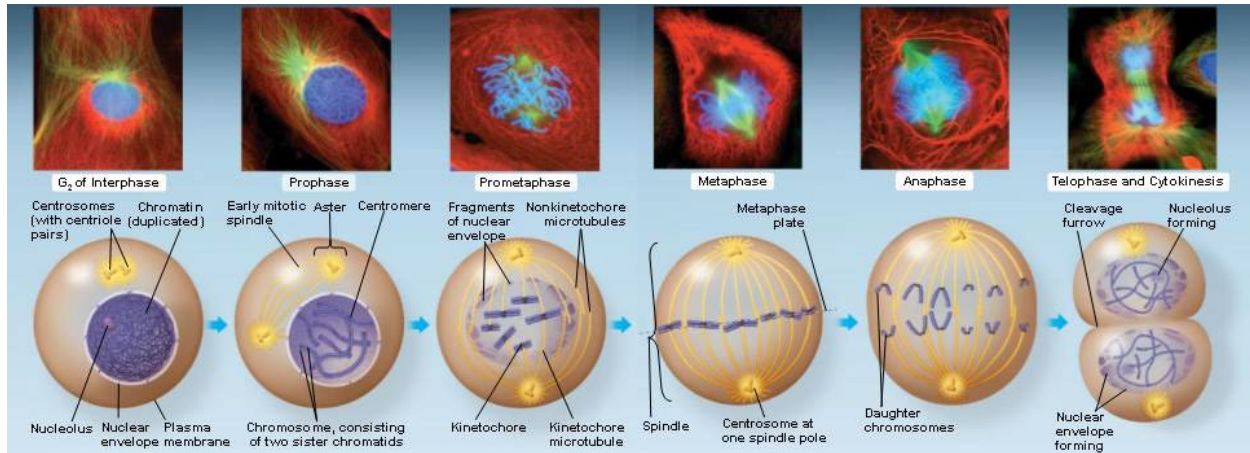 G₂ of Interphase
Prophase
Prometaphase
Metaphase
Anaphase
Telophase and Cytokinesis
Centrosomes
(with centriole
pairs)
Chromatin
(duplicated)
Early mitotic
spindle
Aster
Centromere
Fragments
of nuclear
envelope
Nonkinetochore
microtubules
Metaphase
plate
Cleavage
furrow
Nucleolus
forming
Nucleolus
Nuclear
envelope
Plasma
membrane
Chromosome, consisting
of two sister chromatids
Kinetochore
Kinetochore
microtubule
Spindle
Centrosome at
one spindle pole
Daughter
chromosomes
Nuclear
envelope
forming